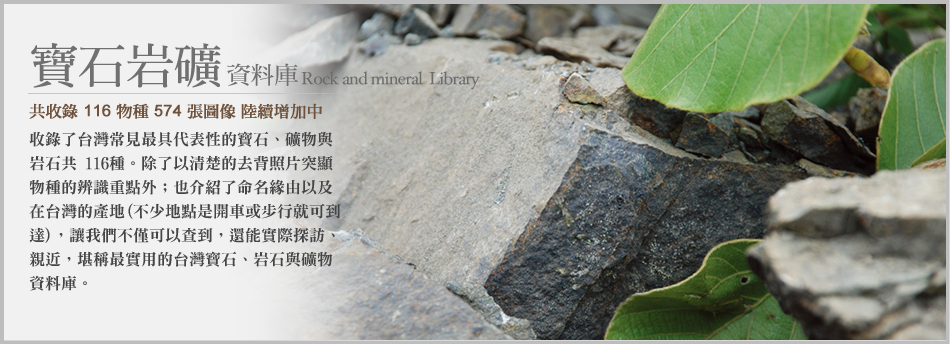 寶石岩礦資料庫 Rock and mineral Library
共收錄 116 物種 574 張圖像 陸續增加中
收錄了台灣常見最具代表性的寶石、礦物與
岩石共 116種。除了以清楚的去背照片突顯
物種的辨識重點外；也介紹了命名緣由以及
在台灣的產地(不少地點是開車或步行就可到
達)，讓我們不僅可以查到，還能實際探訪、
親近，堪稱最實用的台灣寶石、岩石與礦物
資料庫。